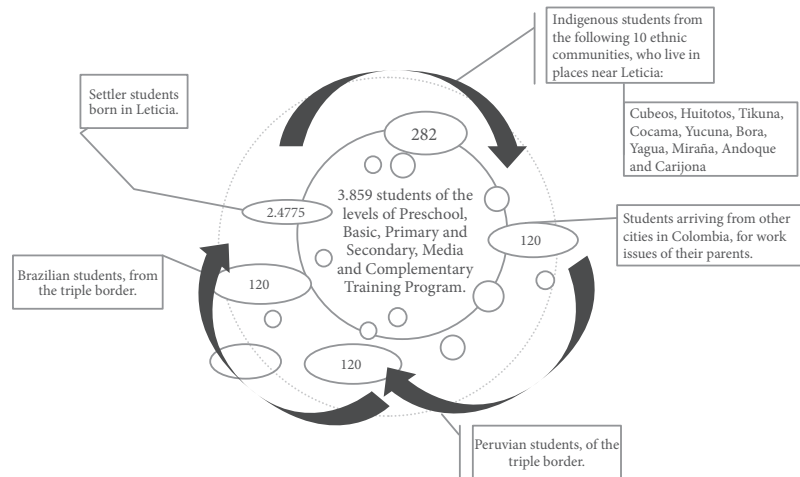 Indigenous students from
the following 10 ethnic
communities, who live in
places near Leticia:
Cubeos, Huitotos, Tikuna,
Cocama, Yucuna, Bora,
Yagua, Miraña, Andoque
and Carijona
Settler students
born in Leticia.
282
3.859 students of the
levels of Preschool,
Basic, Primary and
Secondary, Media
and Complementary
Training Program.
2.4775
120
Students arriving from other
cities in Colombia, for work
issues of their parents.
Brazilian students, from
the triple border.
120
120
Peruvian students, of the
triple border.